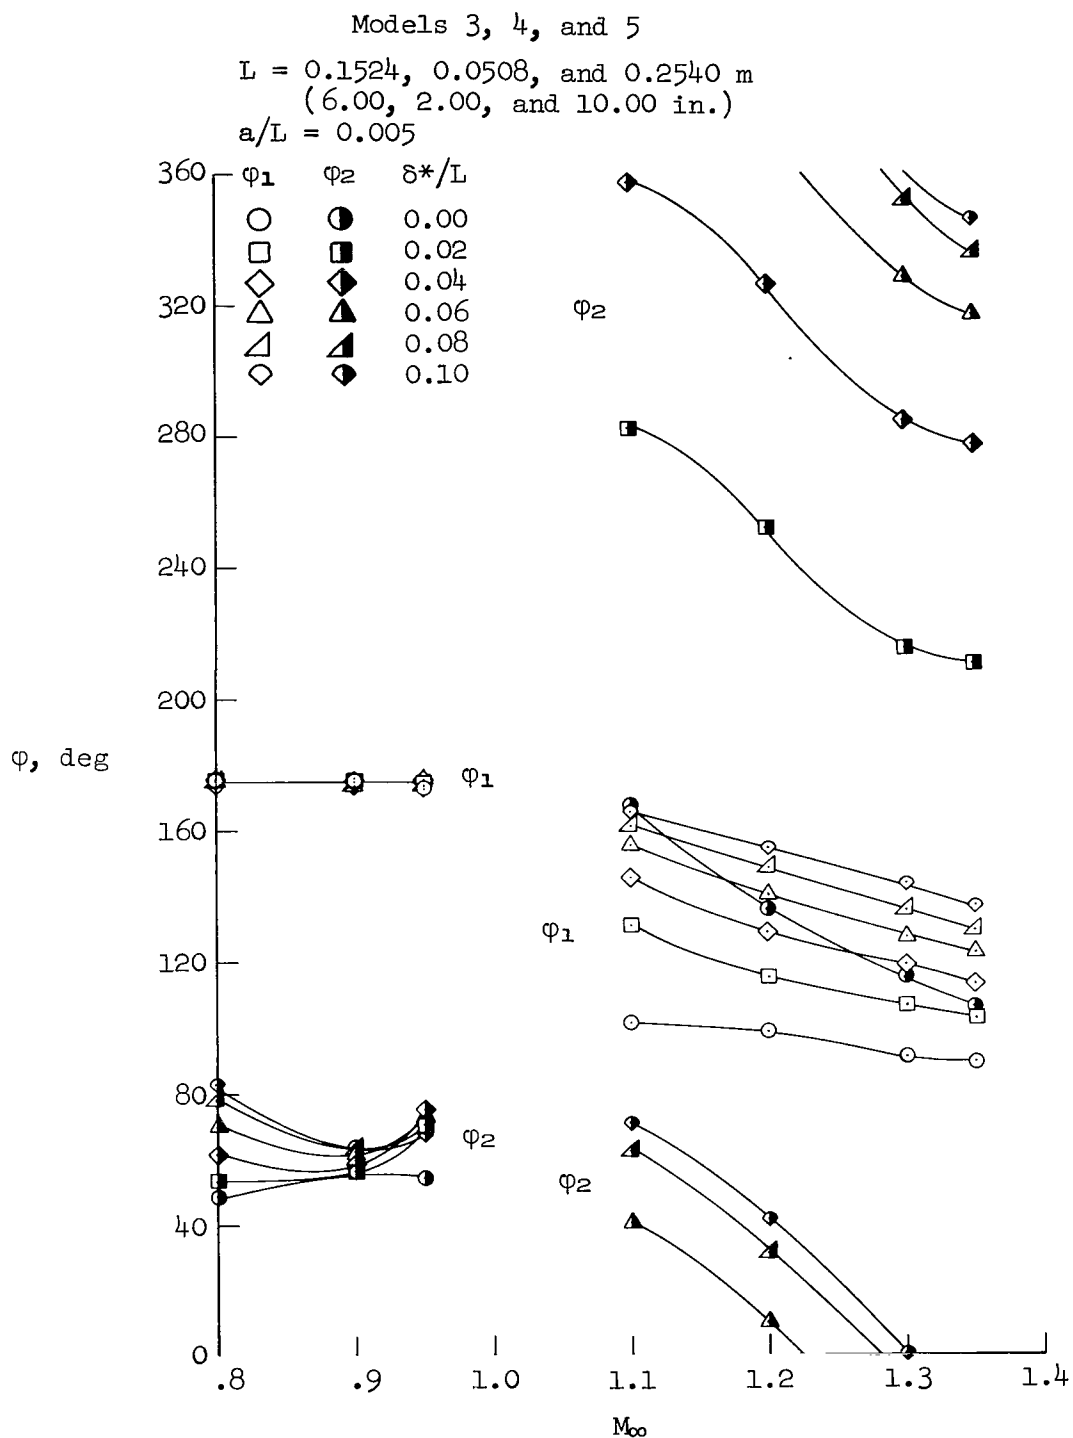 Models 3, 4, and 5
L = 0.1524, 0.0508, and 0.2540 m
(6.00, 2.00, and 10.00 in.)
a/L = 0.005
φ1 φ2 δ*/L
0.00
0.02
0.04
0.06
0.08
0.10
360
320
280
240
200
160
120
80
40
0
φ, deg
φ2
φ1
φ1
φ2
φ2
.8 .9 1.0 1.1 1.2 1.3 1.4
M∞